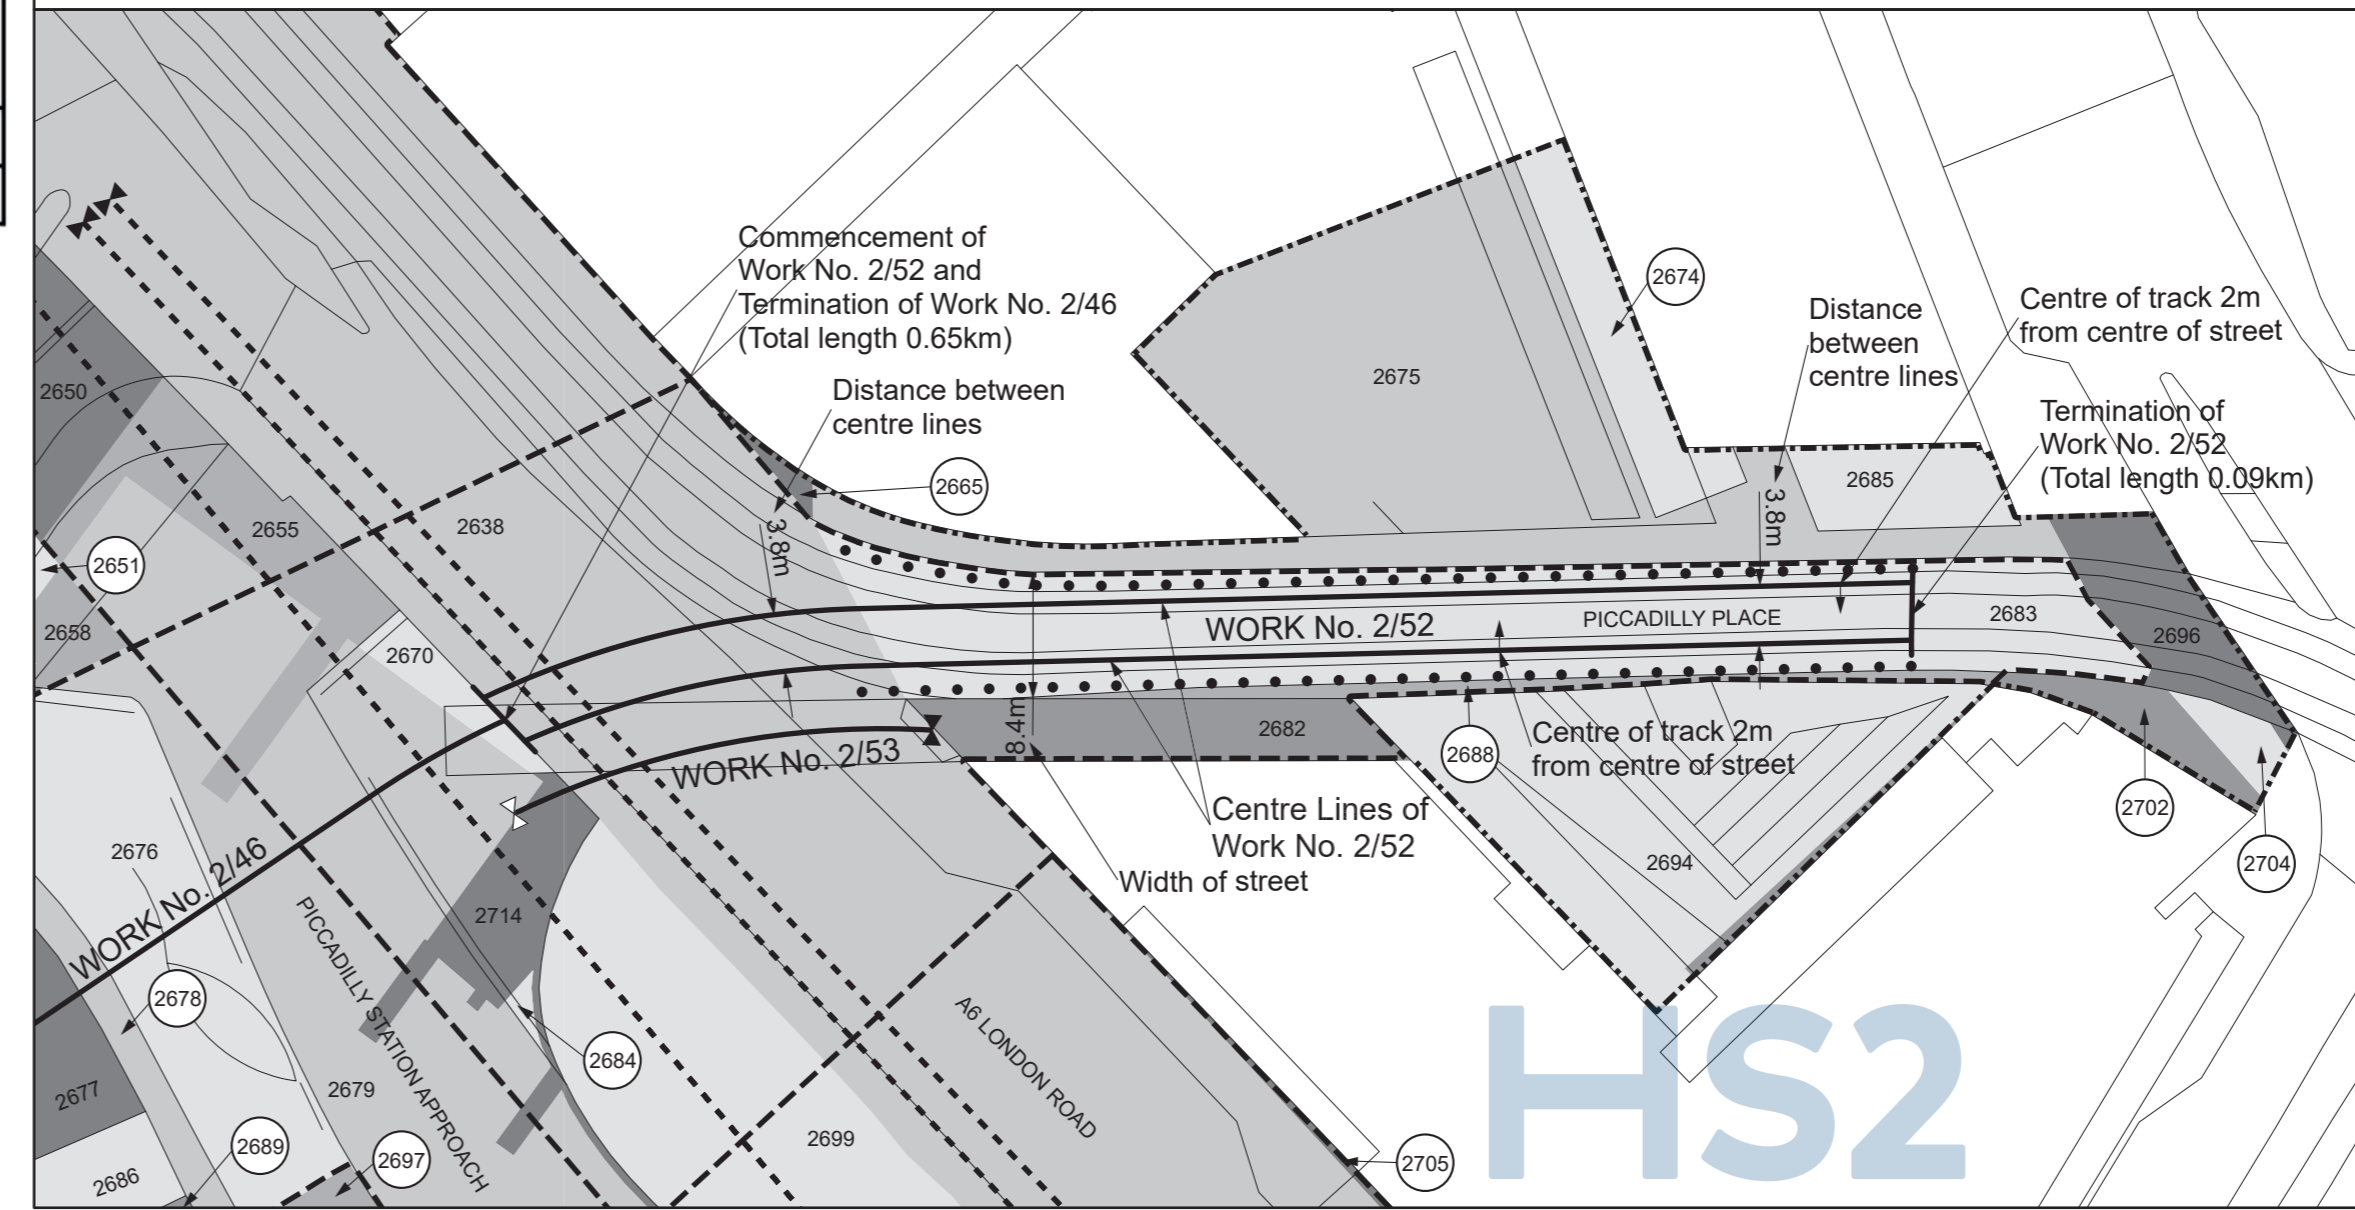 Commencement of
Work No. 2/52 and
Termination of Work No. 2/46
(Total length 0.65km)
Distance between
centre lines
2665
2674
2675
Distance
between
centre lines
Centre of track 2m
from centre of street
Termination of
Work No. 2/52
(Total length 0.09km)
2685
3.8m
3.8m
2650
2655
2638
2651
2658
2670
WORK No. 2/52
PICCADILLY PLACE
2683
2696
2682
8.4m
WORK No. 2/53
2688
Centre of track 2m
from centre of street
Centre Lines of
Work No. 2/52
Width of street
2694
2702
2704
2676
WORK No. 2/46
2714
PICCADILLY STATION APPROACH
2678
2684
A6 LONDON ROAD
2677
2679
2699
2689
2697
2686
2705
HS2